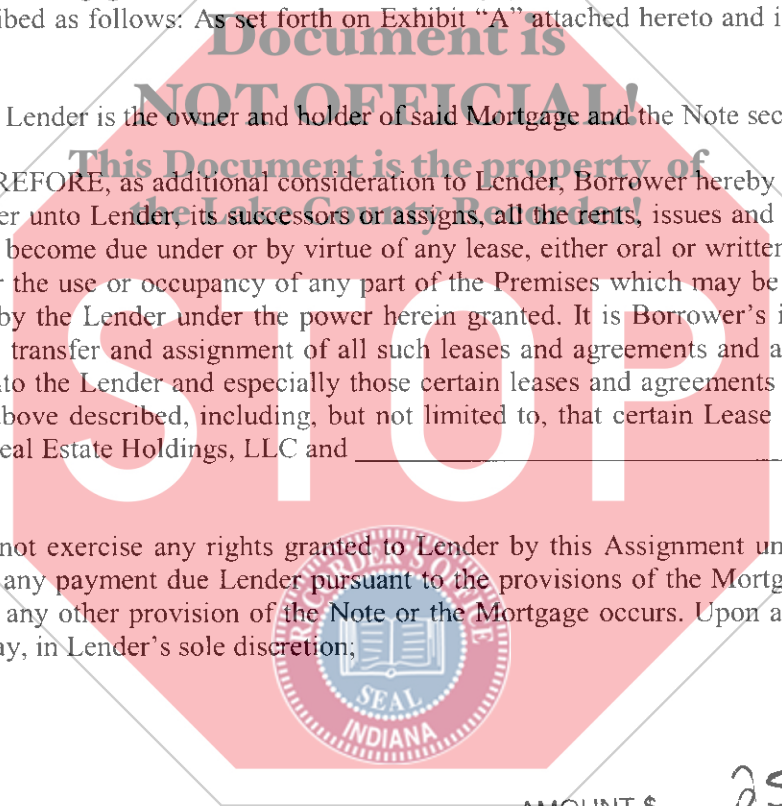 ibed as follows: As set forth on Exhibit “A” attached hereto and i
Document is
NOT OFFICIAL!
Lender is the owner and holder of said Mortgage and the Note sec
This Document is the property of
the Lake County Recorder!
REFORE, as additional consideration to Lender, Borrower hereby
er unto Lender, its successors or assigns, all the rents, issues and
become due under or by virtue of any lease, either oral or written
r the use or occupancy of any part of the Premises which may be
by the Lender under the power herein granted. It is Borrower’s i
transfer and assignment of all such leases and agreements and a
to the Lender and especially those certain leases and agreements
bove described, including, but not limited to, that certain Lease
eal Estate Holdings, LLC and
STOP
not exercise any rights granted to Lender by this Assignment un
any payment due Lender pursuant to the provisions of the Mortg
any other provision of the Note or the Mortgage occurs. Upon a
ay, in Lender’s sole discretion;
RECORDER'S OFFICE
SEAL
INDIANA
AMOUNT $